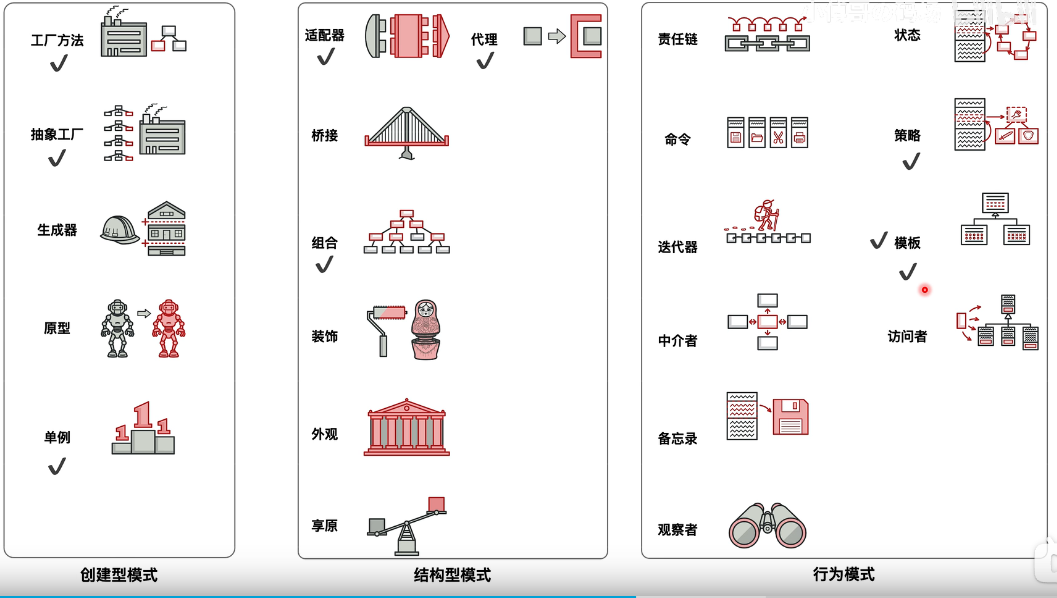 工厂方法
抽象工厂
生成器
原型
单例
创建型模式
适配器
代理
桥接
组合
装饰
外观
享原
结构型模式
责任链
状态
命令
策略
迭代器
模板
中介者
访问者
备忘录
观察者
行为模式